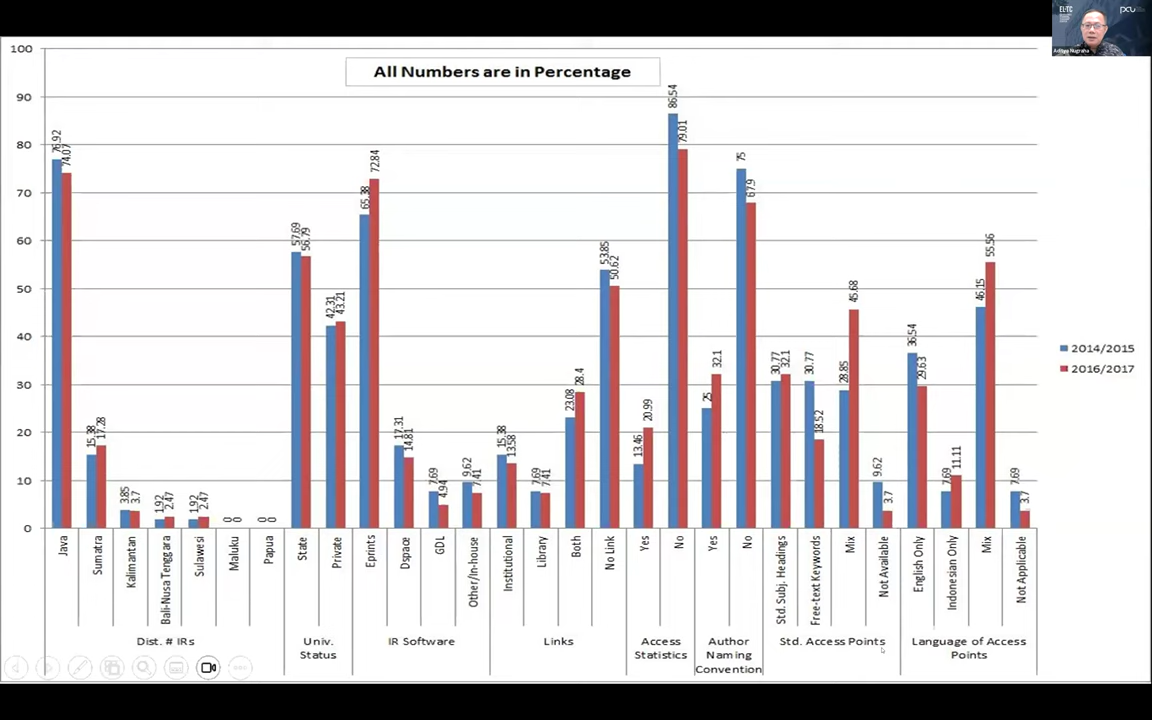 EL:TC
pcu
Aditya Nugraha
All Numbers are in Percentage
100
90
80
70
60
50
40
30
20
10
0
76.92 74.07 15.38 17.28 3.85 3.7 1.92 2.47 1.92 2.47 0 0 0 0
57.69 56.79 42.31 43.21
65.38 72.84 17.31 14.81 7.69 4.94 9.62 7.41
15.38 13.58 7.69 7.41 23.08 28.4 53.85 50.62
13.46 20.99 86.54 79.01
25 32.1 75 67.9
30.77 32.1 30.77 18.52 28.85 45.68 9.62 3.7
36.54 29.63 7.69 11.11 46.15 55.56 7.69 3.7
2014/2015
2016/2017
Java
Sumatra
Kalimantan
Bali-Nusa Tenggara
Sulawesi
Maluku
Papua
State
Private
Eprints
Dspace
GDL
Other/In-house
Institutional
Library
Both
No Link
Yes
No
Yes
No
Std. Subj. Headings
Free-text Keywords
Mix
Not Available
English Only
Indonesian Only
Mix
Not Applicable
Dist. # IRs
Univ.
Status
IR Software
Links
Access
Statistics
Author
Naming
Convention
Std. Access Points
Language of Access
Points